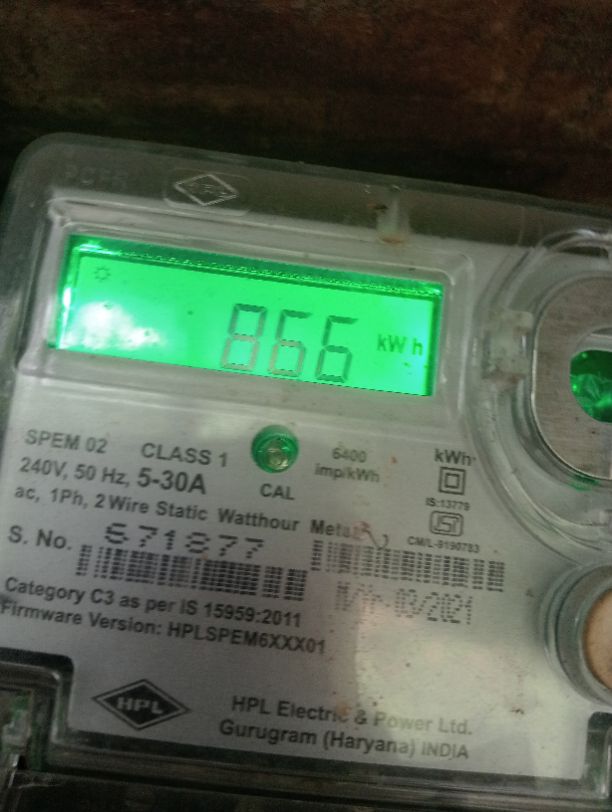 866 kWh
SPEM 02 CLASS 1
240V, 50 Hz, 5-30A
CAL
6400
imp/kWh
kWh
IS:13779
CM/L-9190783
ac, 1Ph, 2 Wire Static Watthour
S. No. 671877
03/2021
Category C3 as per IS 15959:2011
Firmware Version: HPLSPEM6XXX01
HPL
HPL Electric & Power Ltd.
Gurugram (Haryana) INDIA